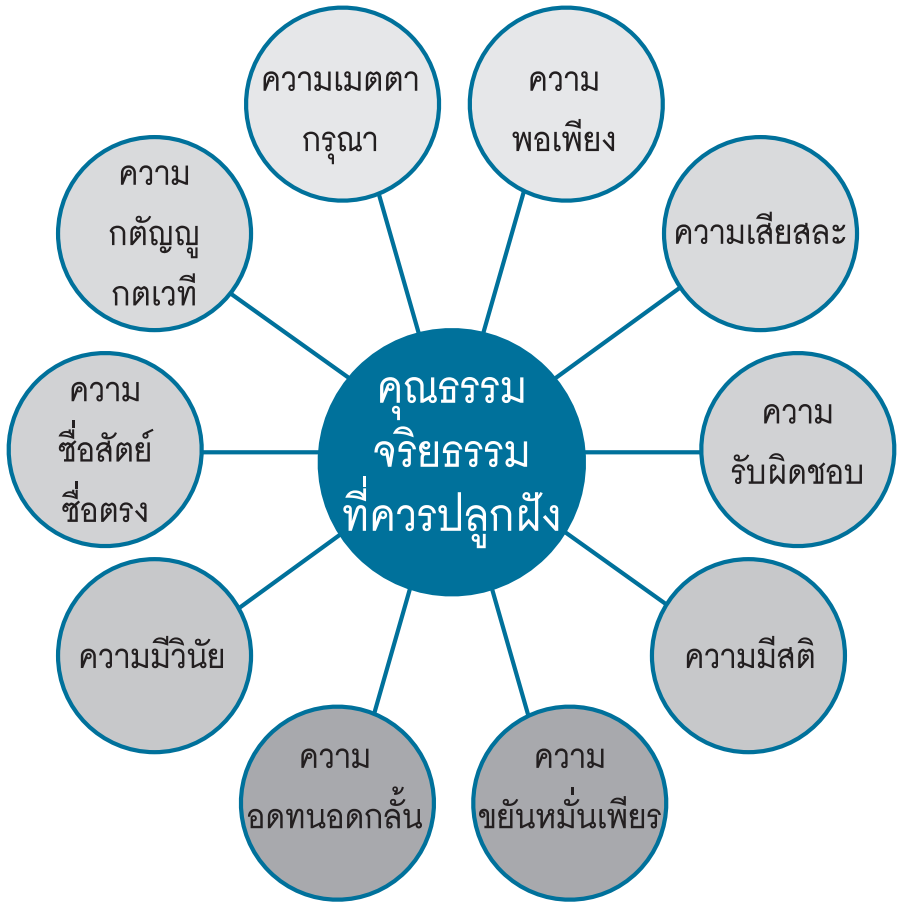 คุณธรรม
จริยธรรม
ที่ควรปลูกฝัง
ความ
พอเพียง
ความเสียสละ
ความ
รับผิดชอบ
ความมีสติ
ความ
ขยันหมั่นเพียร
ความ
อดทนอดกลั้น
ความมีวินัย
ความ
ซื่อสัตย์
ซื่อตรง
ความ
กตัญญู
กตเวที
ความเมตตา
กรุณา